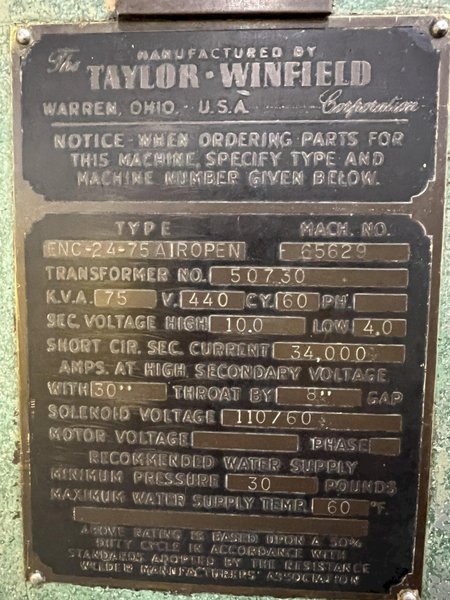 MANUFACTURED BY
The TAYLOR-WINFIELD
WARREN, OHIO. U.S.A. Corporation
NOTICE-WHEN ORDERING PARTS FOR
THIS MACHINE, SPECIFY TYPE AND
MACHINE NUMBER GIVEN BELOW.
TYPE MACH. NO.
ENC-24-75 AIROPEN 65629
TRANSFORMER NO. 50730
K.V.A. 75 V. 440 CY. 60 PH.
SEC. VOLTAGE HIGH 10.0 LOW 4.0
SHORT CIR. SEC. CURRENT 34,000
AMPS. AT HIGH SECONDARY VOLTAGE
WITH 30" THROAT BY 8" GAP
SOLENOID VOLTAGE 110/60
MOTOR VOLTAGE PHASE
RECOMMENDED WATER SUPPLY
MINIMUM PRESSURE 30 POUNDS
MAXIMUM WATER SUPPLY TEMP. 60 °F.
ABOVE RATING IS BASED UPON A 50%
DUTY CYCLE IN ACCORDANCE WITH
STANDARDS ADOPTED BY THE RESISTANCE
WELDER MANUFACTURERS' ASSOCIATION